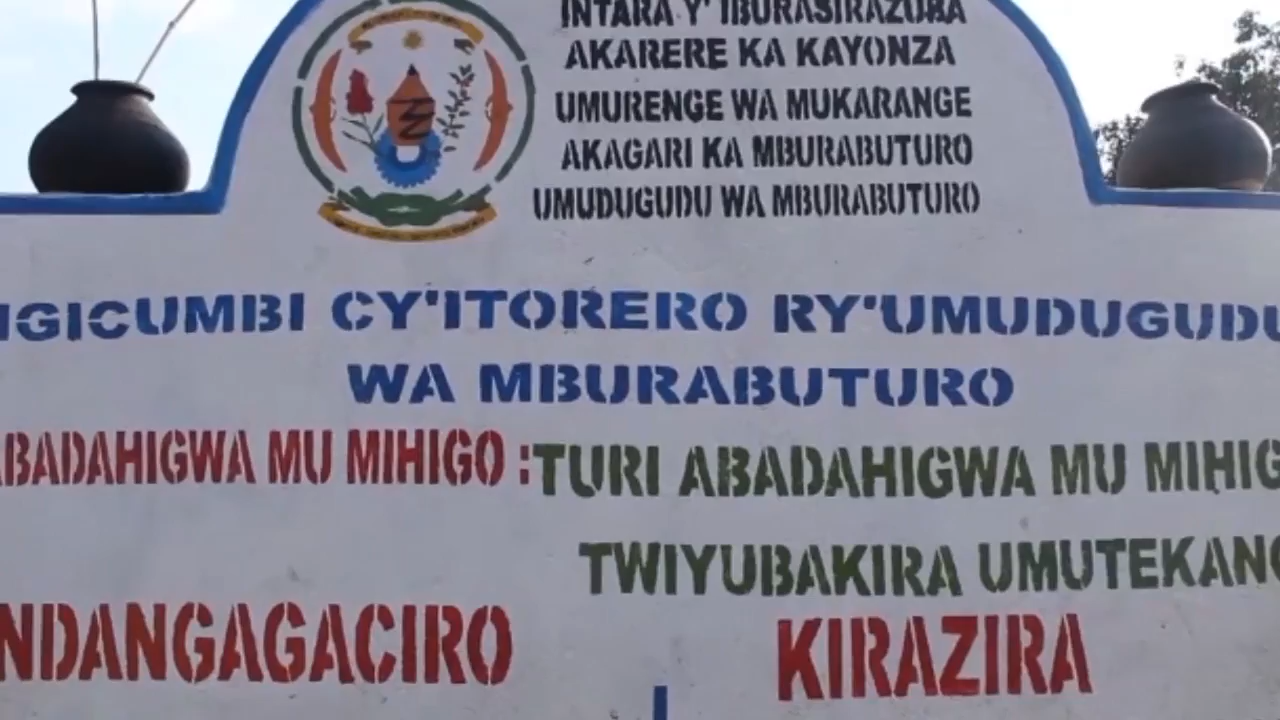 INTARA Y' IBURASIRAZUBA
AKARERE KA KAYONZA
UMURENGE WA MUKARANGE
AKAGARI KA MBURABUTURO
UMUDUGUDU WA MBURABUTURO
IGICUMBI CY'ITORERO RY'UMUDUGUDU
WA MBURABUTURO
ABADAHIGWA MU MIHIGO : TURI ABADAHIGWA MU MIHIG
TWIYUBAKIRA UMUTEKANO
NDANGAGACIRO
KIRAZIRA